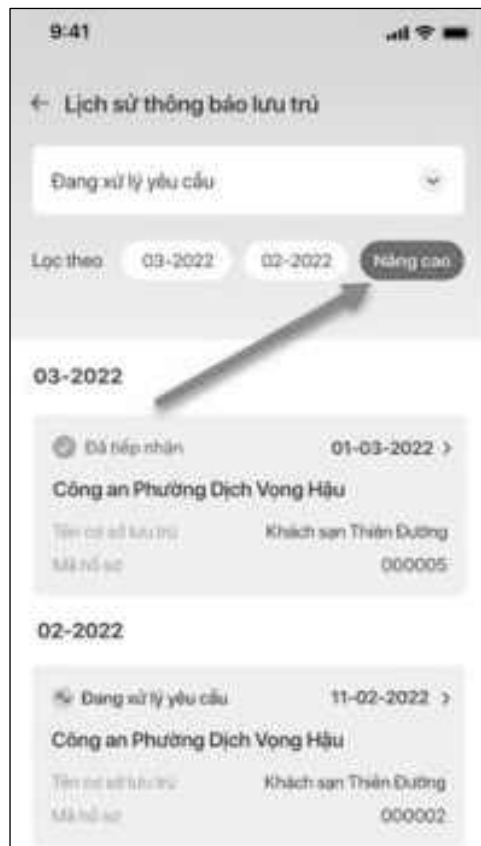 9:41
← Lịch sử thông báo lưu trú
Đang xử lý yêu cầu
Lọc theo 03-2022 02-2022 Nâng cao
03-2022
Đã tiếp nhận 01-03-2022 >
Công an Phường Dịch Vọng Hậu
Tên cơ sở lưu trú Khách sạn Thiên Đường
Mã hồ sơ 000005
02-2022
Đang xử lý yêu cầu 11-02-2022 >
Công an Phường Dịch Vọng Hậu
Tên cơ sở lưu trú Khách sạn Thiên Đường
Mã hồ sơ 000002